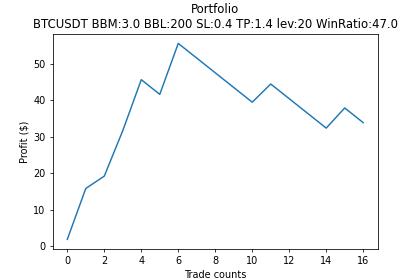 Portfolio
BTCUSDT BBM:3.0 BBL:200 SL:0.4 TP:1.4 lev:20 WinRatio:47.0
Profit ($)
50
40
30
20
10
0
0 2 4 6 8 10 12 14 16
Trade counts